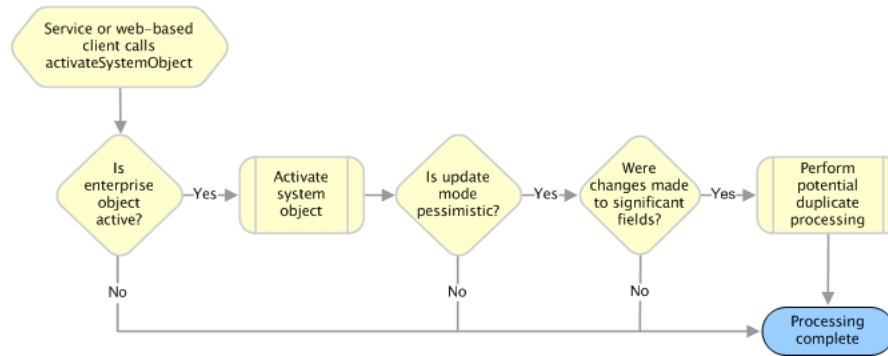 Service or web-based
client calls
activateSystemObject
Is
enterprise
object
active?
Yes
Activate
system
object
Is update
mode
pessimistic?
Yes
Were
changes made
to significant
fields?
Yes
Perform
potential
duplicate
processing
No
No
No
Processing
complete